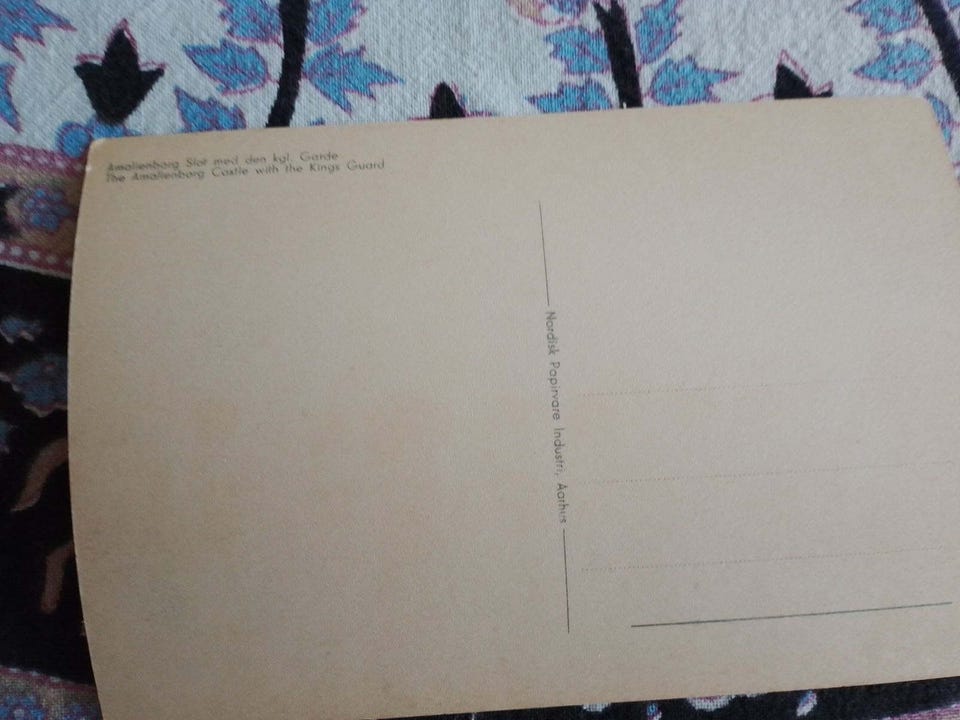 Amalienborg Slot med den kgl. Garde
The Amalienborg Castle with the Kings Guard
Nordisk Papirvare Industri, Aarhus